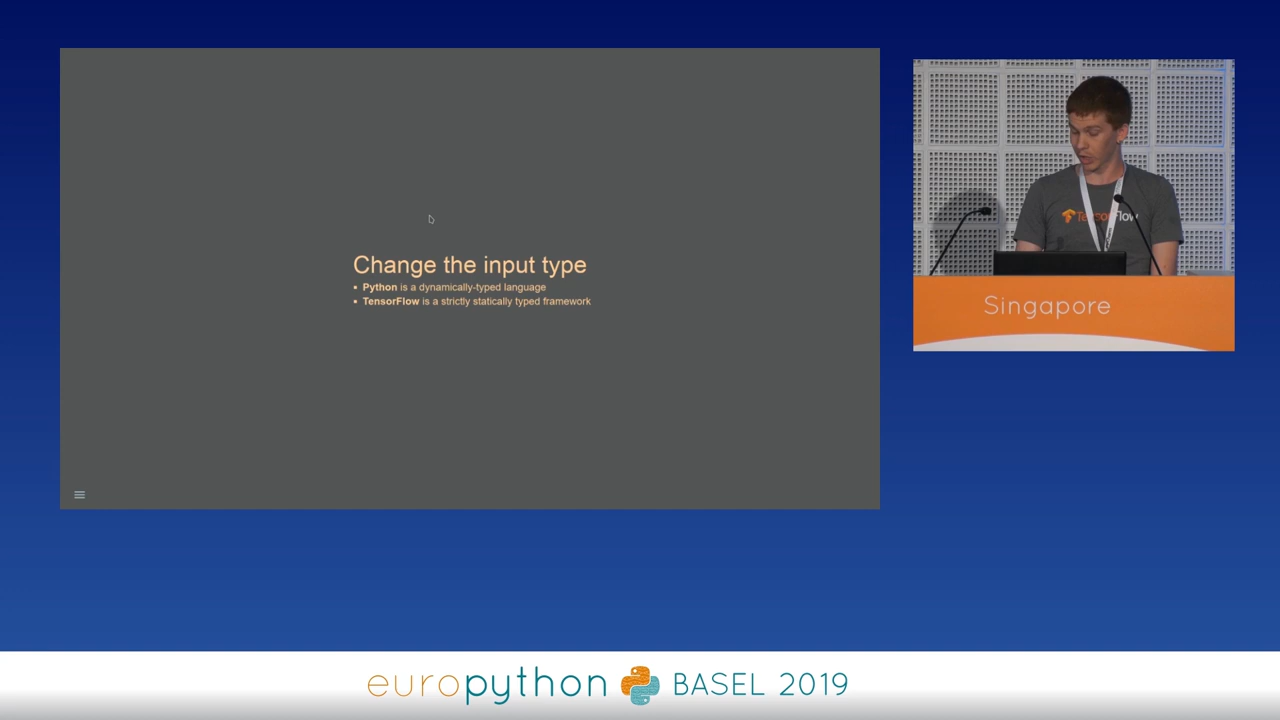 Change the input type
▪ Python is a dynamically-typed language
▪ TensorFlow is a strictly statically typed framework
TensorFlow
Singapore
europython BASEL 2019